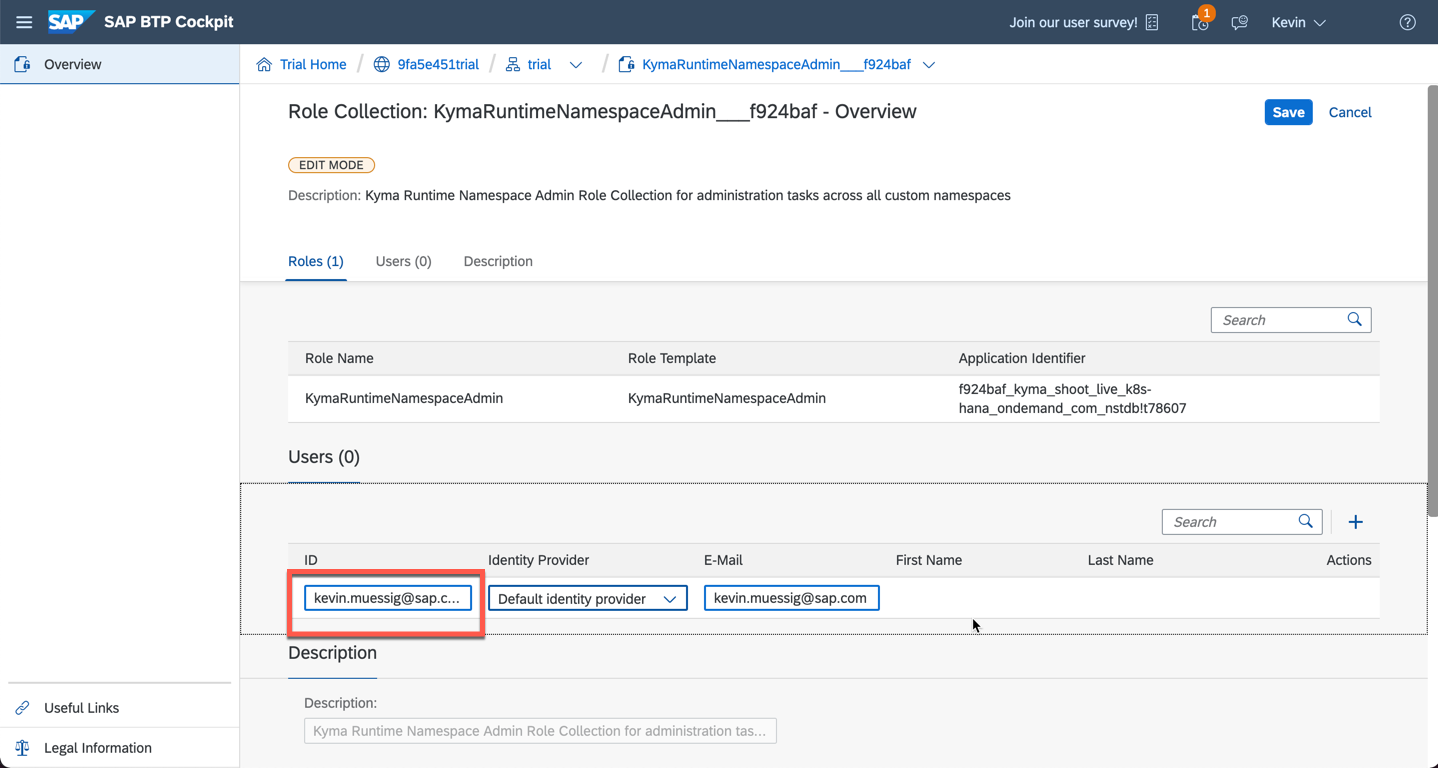 SAP SAP BTP Cockpit Join our user survey! 1 Kevin
Overview
Trial Home / 9fa5e451trial / trial / KymaRuntimeNamespaceAdmin___f924baf
Role Collection: KymaRuntimeNamespaceAdmin___f924baf - Overview
Save Cancel
EDIT MODE
Description: Kyma Runtime Namespace Admin Role Collection for administration tasks across all custom namespaces
Roles (1) Users (0) Description
Search
Role Name Role Template Application Identifier
KymaRuntimeNamespaceAdmin KymaRuntimeNamespaceAdmin f924baf_kyma_shoot_live_k8s-
hana_ondemand_com_nstdb!t78607
Users (0)
Search
ID Identity Provider E-Mail First Name Last Name Actions
kevin.muessig@sap.c... Default identity provider kevin.muessig@sap.com
Description
Description:
Kyma Runtime Namespace Admin Role Collection for administration tas...
Useful Links
Legal Information